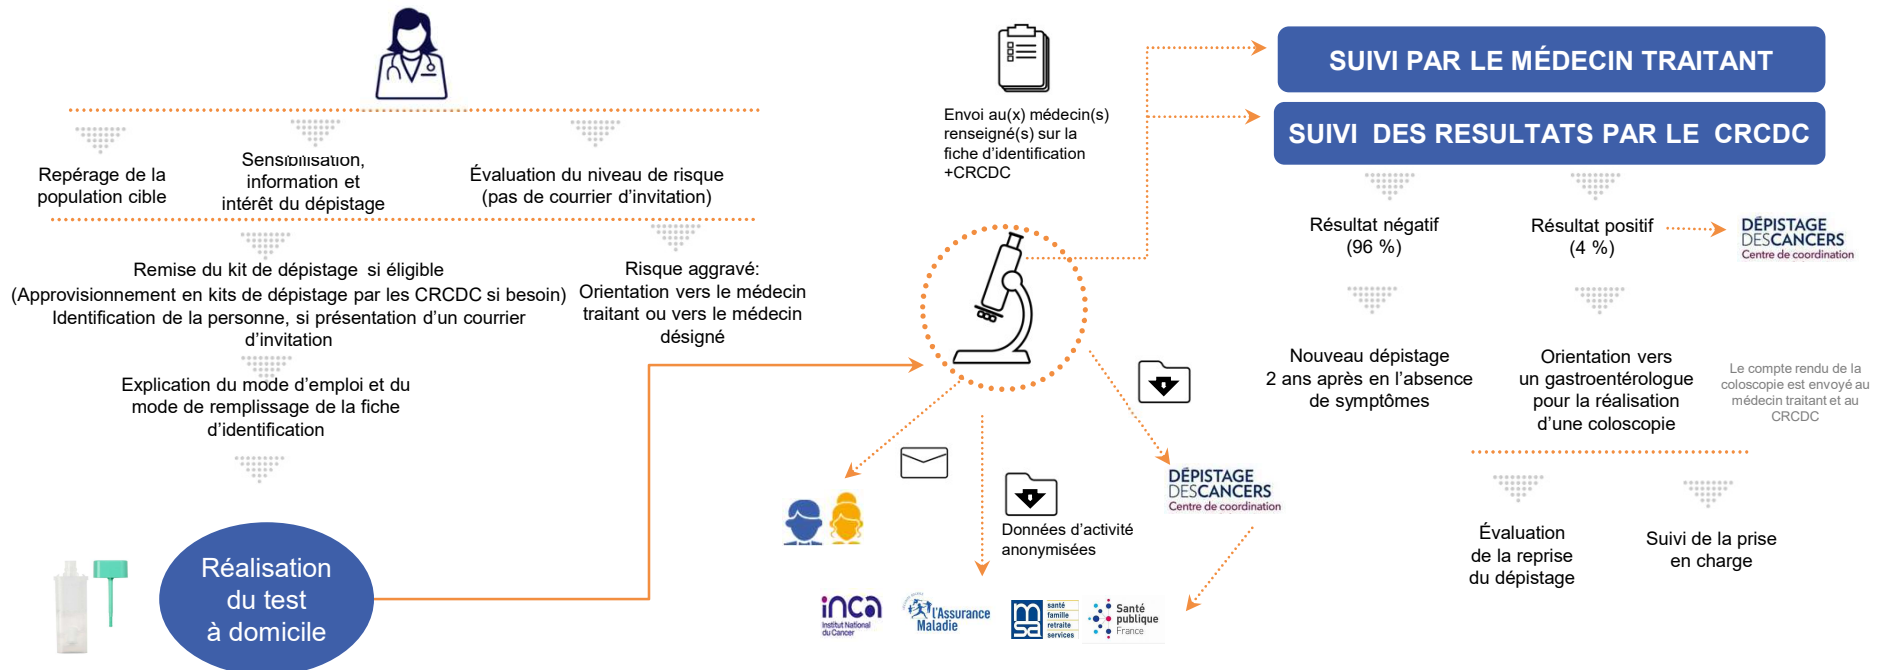 Repérage de la
population cible
Sensibilisation,
information et
intérêt du dépistage
Évaluation du niveau de risque
(pas de courrier d’invitation)
Remise du kit de dépistage si éligible
(Approvisionnement en kits de dépistage par les CRCDC si besoin)
Identification de la personne, si présentation d’un courrier
d’invitation
Risque aggravé:
Orientation vers le médecin
traitant ou vers le médecin
désigné
Explication du mode d’emploi et du
mode de remplissage de la fiche
d’identification
Réalisation
du test
à domicile
Envoi au(x) médecin(s)
renseigné(s) sur la
fiche d’identification
+CRCDC
Données d’activité
anonymisées
DÉPISTAGE
DESCANCERS
Centre de coordination
inca
Institut National
du Cancer
l'Assurance
Maladie
msa
santé
famille
retraite
services
Santé
publique
France
SUIVI PAR LE MÉDECIN TRAITANT
SUIVI DES RESULTATS PAR LE CRCDC
Résultat négatif
(96 %)
Résultat positif
(4 %)
DÉPISTAGE
DESCANCERS
Centre de coordination
Nouveau dépistage
2 ans après en l’absence
de symptômes
Orientation vers
un gastroentérologue
pour la réalisation
d’une coloscopie
Le compte rendu de la
coloscopie est envoyé au
médecin traitant et au
CRCDC
Évaluation
de la reprise
du dépistage
Suivi de la prise
en charge